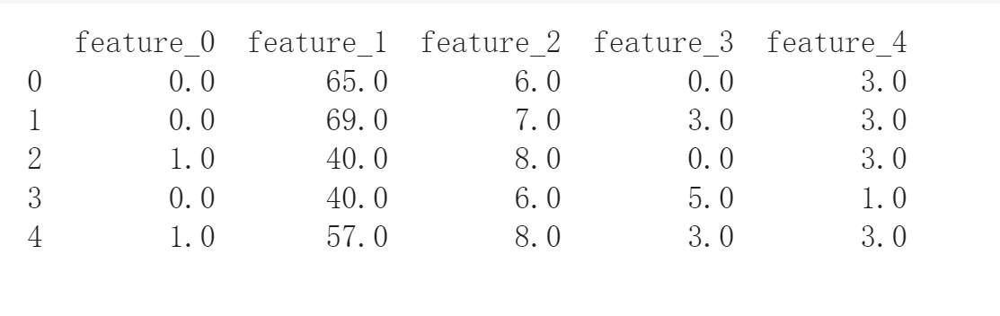 feature_0 feature_1 feature_2 feature_3 feature_4
0 0.0 65.0 6.0 0.0 3.0
1 0.0 69.0 7.0 3.0 3.0
2 1.0 40.0 8.0 0.0 3.0
3 0.0 40.0 6.0 5.0 1.0
4 1.0 57.0 8.0 3.0 3.0